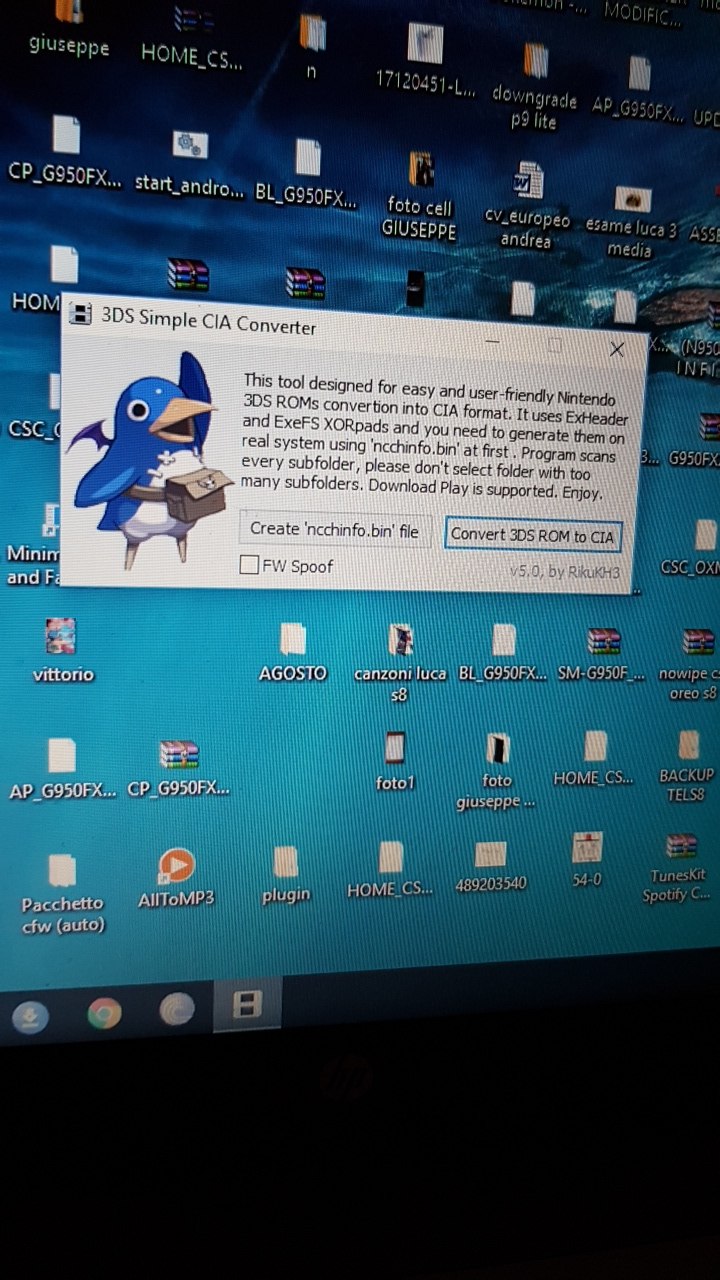 giuseppe
HOME_CS...
n
17120451-L...
downgrade
p9 lite
AP_G950FX...
MODIFIC...
CP_G950FX...
start_andro...
BL_G950FX...
foto cell
GIUSEPPE
cv_europeo
andrea
esame luca 3
media
HOM
3DS Simple CIA Converter
This tool designed for easy and user-friendly Nintendo
3DS ROMs convertion into CIA format. It uses ExHeader
and ExeFS XORpads and you need to generate them on
real system using 'ncchinfo.bin' at first . Program scans
every subfolder, please don't select folder with too
many subfolders. Download Play is supported. Enjoy.
Create 'ncchinfo.bin' file
Convert 3DS ROM to CIA
FW Spoof
v5.0, by RikuKH3
(N950
INFI
CSC_
G950FX
Minim
and Fa
CSC_OXM
vittorio
AGOSTO
canzoni luca
s8
BL_G950FX...
SM-G950F_...
nowipe cs
oreo s8
AP_G950FX...
CP_G950FX...
foto1
foto
giuseppe ...
HOME_CS...
BACKUP
TELS8
Pacchetto
cfw (auto)
AllToMP3
plugin
HOME_CS...
489203540
54-0
TunesKit
Spotify C...
hp